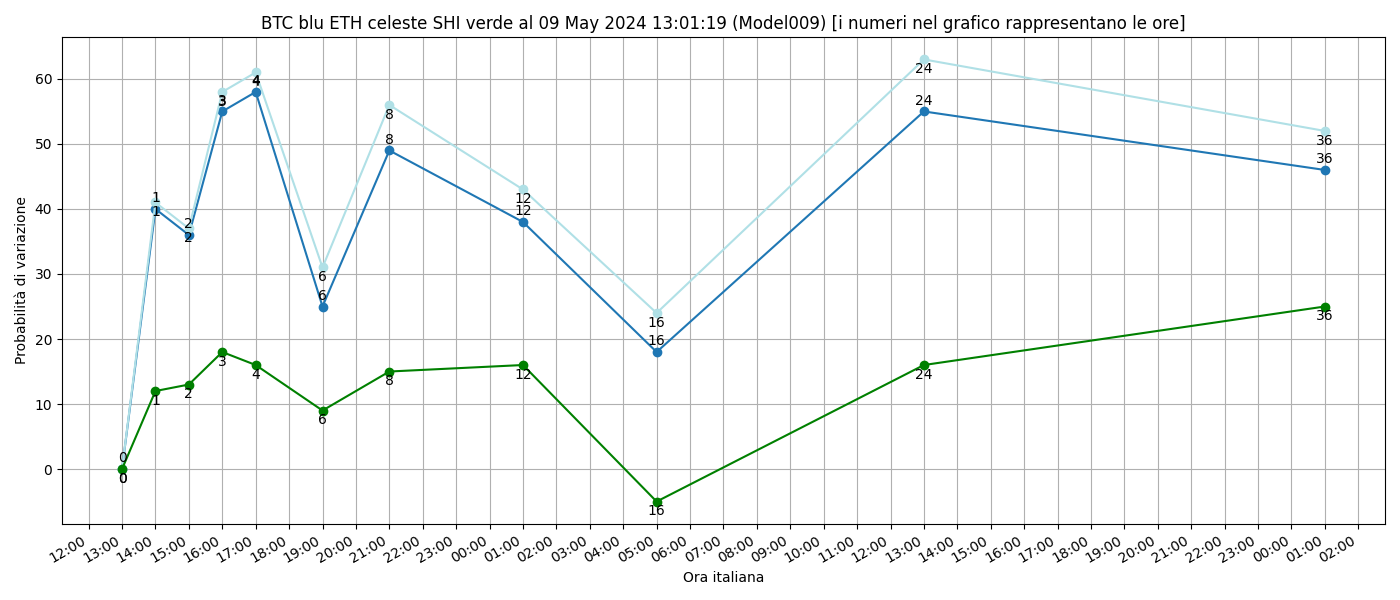 BTC blu ETH celeste SHI verde al 09 May 2024 13:01:19 (Model009) [i numeri nel grafico rappresentano le ore]
Probabilità di variazione
60
50
40
30
20
10
0
0 1 2 3 4 6 8 12 16 24 36
0 1 2 3 4 6 8 12 16 24 36
0 1 2 3 4 6 8 12 16 24 36
12:00 13:00 14:00 15:00 16:00 17:00 18:00 19:00 20:00 21:00 22:00 23:00 00:00 01:00 02:00 03:00 04:00 05:00 06:00 07:00 08:00 09:00 10:00 11:00 12:00 13:00 14:00 15:00 16:00 17:00 18:00 19:00 20:00 21:00 22:00 23:00 00:00 01:00 02:00
Ora italiana